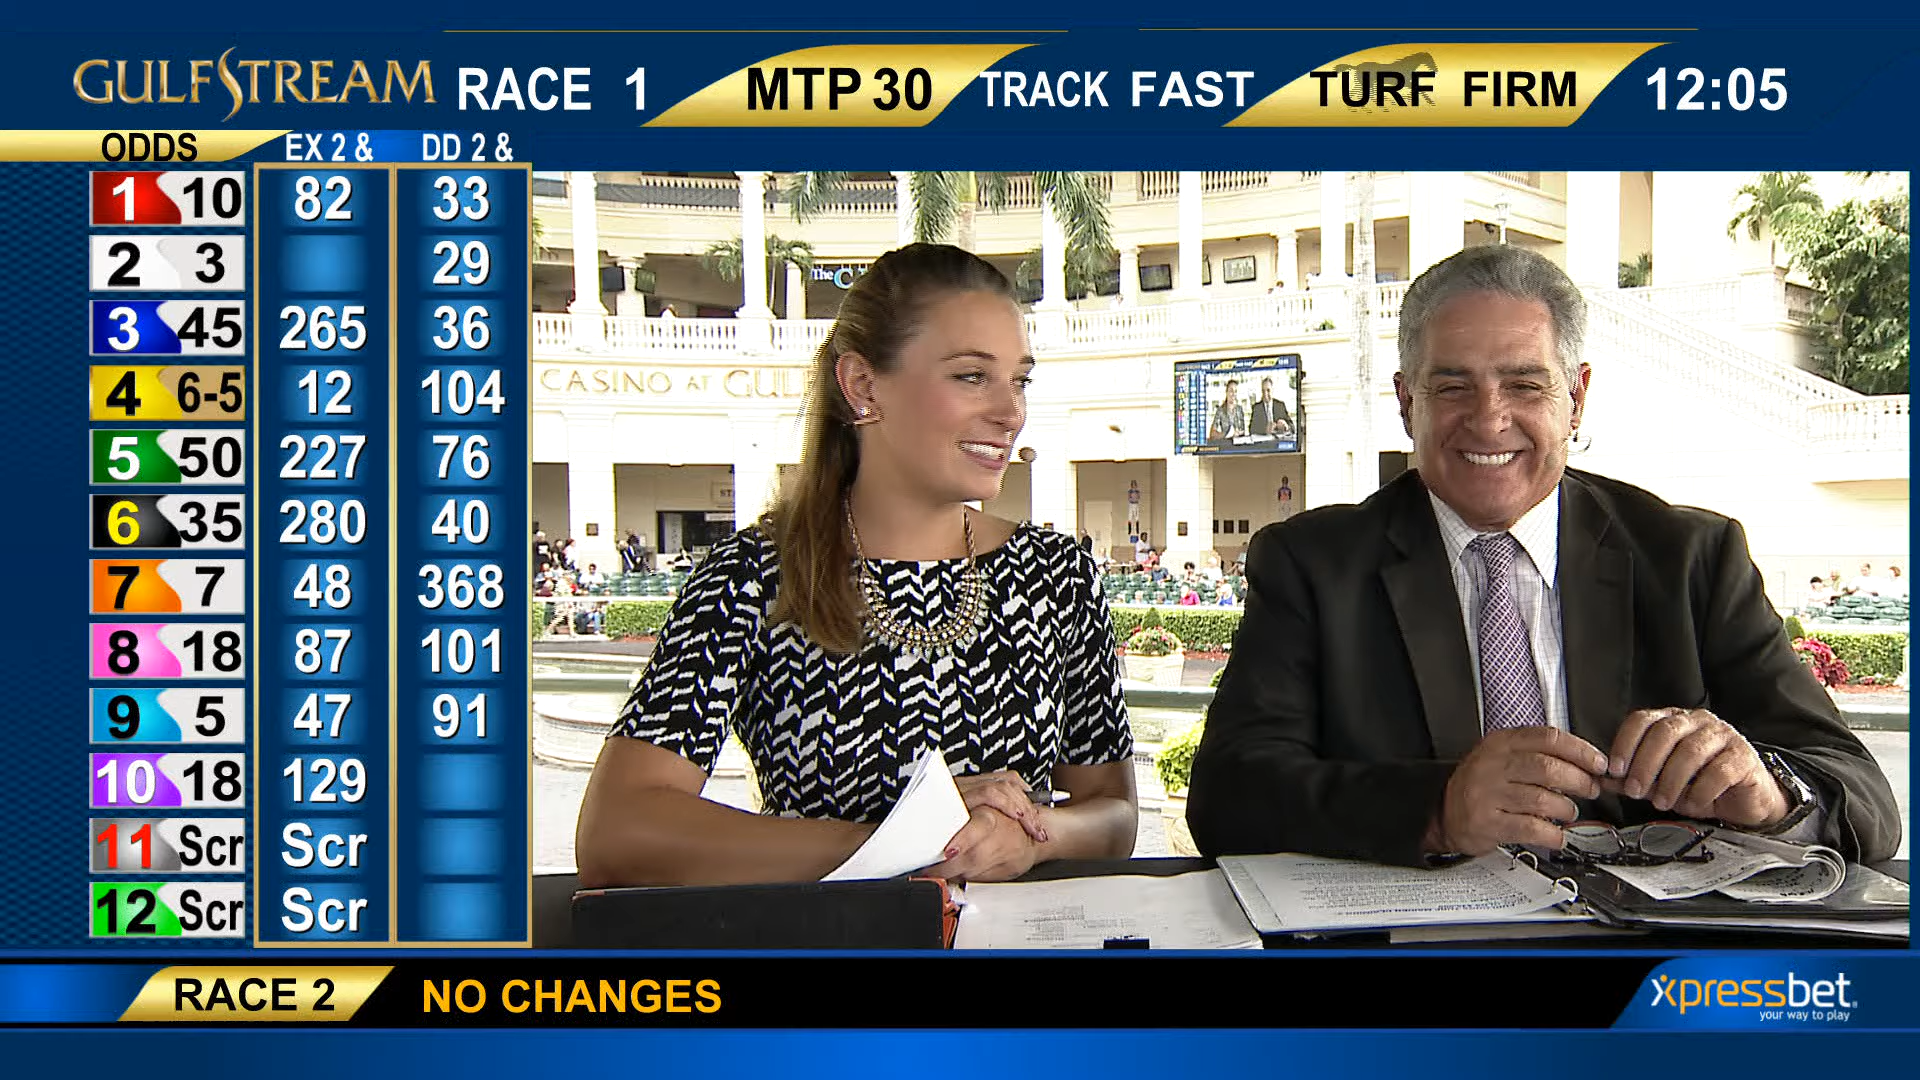 GULFSTREAM RACE 1 MTP 30 TRACK FAST TURF FIRM 12:05
ODDS EX 2 & DD 2 &
1 10 82 33
2 3 29
3 45 265 36
4 6-5 12 104
5 50 227 76
6 35 280 40
7 7 48 368
8 18 87 101
9 5 47 91
10 18 129
11 Scr Scr
12 Scr Scr
The C
CASINO AT GUL
RACE 2 NO CHANGES
xpressbet.
your way to play